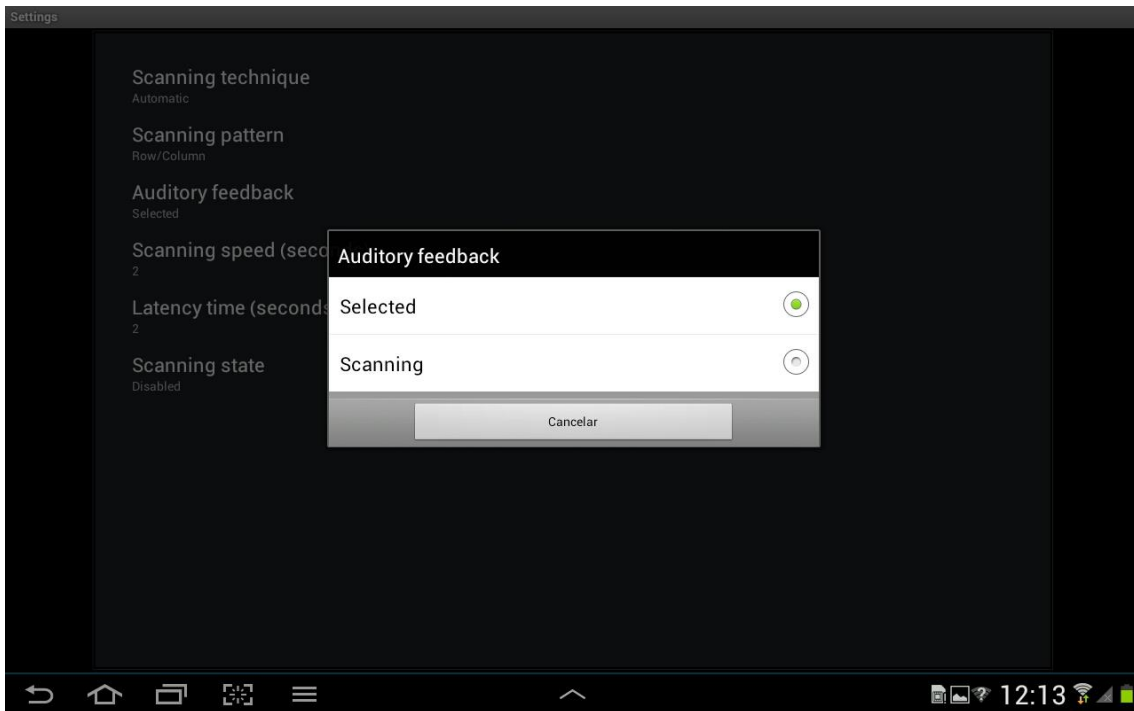 Settings
Scanning technique
Automatic
Scanning pattern
Row/Column
Auditory feedback
Selected
Scanning speed (seco
2
Latency time (seconds
2
Scanning state
Disabled
Auditory feedback
Selected
Scanning
Cancelar
12:13